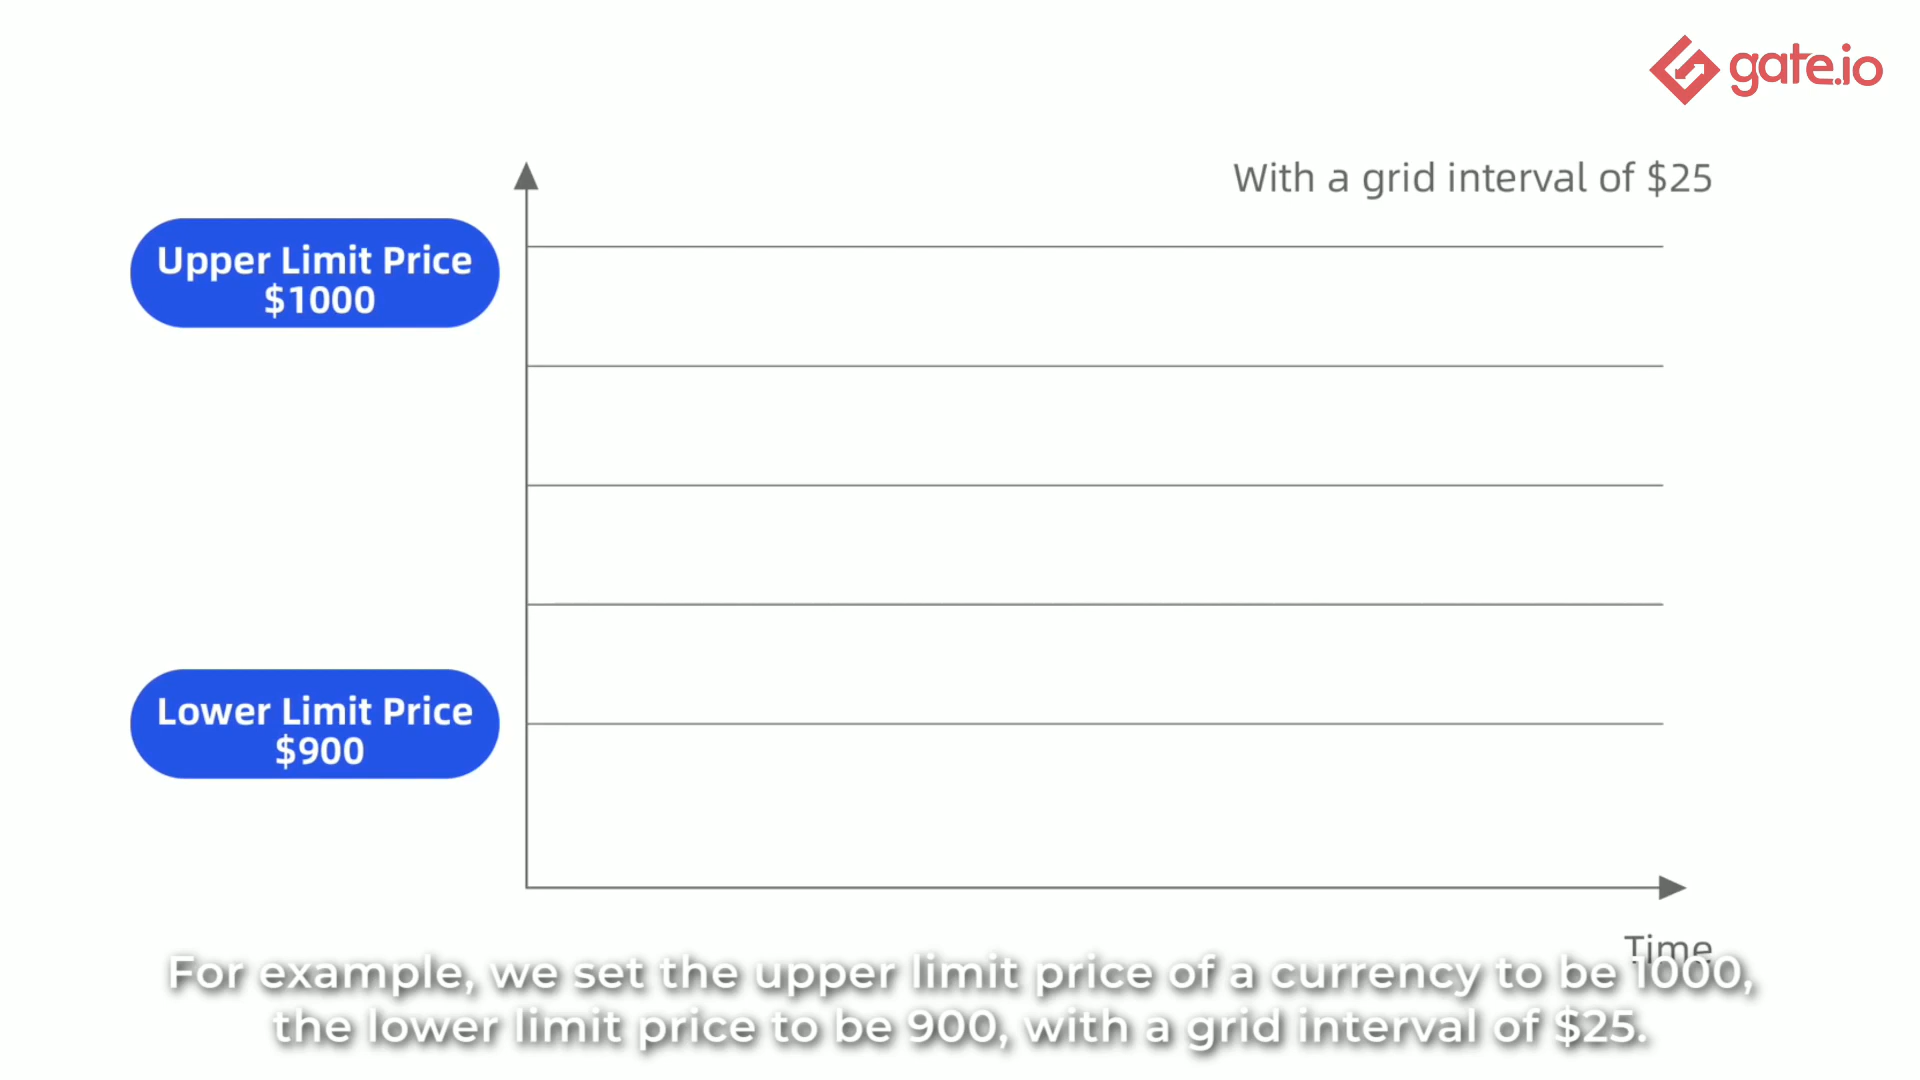 gate.io
With a grid interval of $25
Upper Limit Price
$1000
Lower Limit Price
$900
Time
For example, we set the upper limit price of a currency to be 1000,
the lower limit price to be 900, with a grid interval of $25.